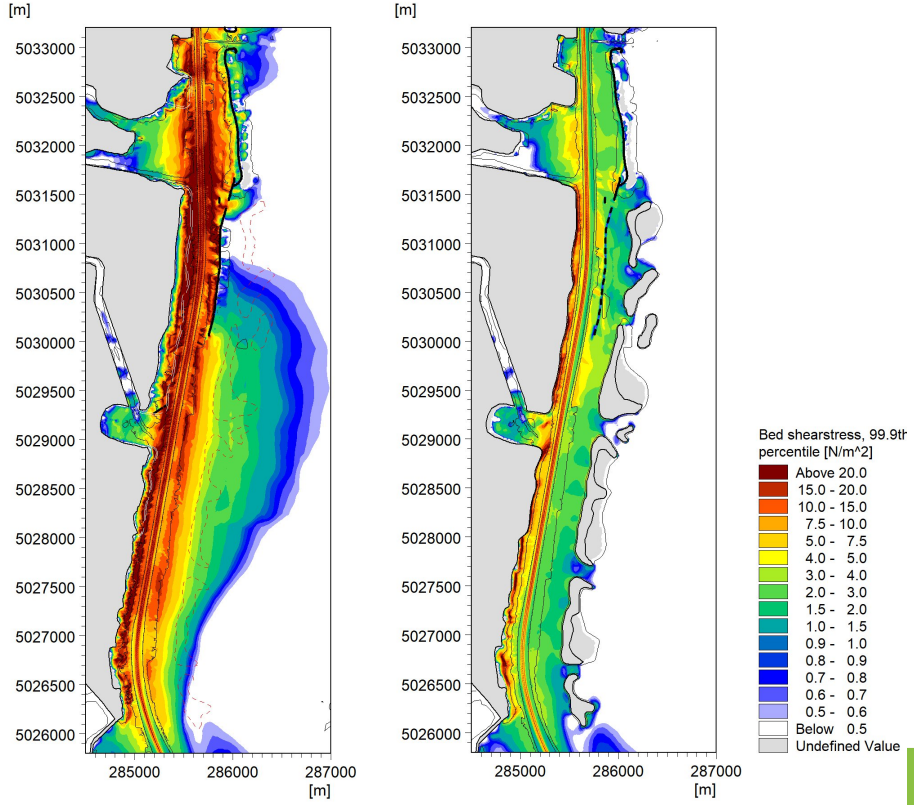 [m]
[m]
5033000
5032500
5032000
5031500
5031000
5030500
5030000
5029500
5029000
5028500
5028000
5027500
5027000
5026500
5026000
285000
286000
287000
[m]
5033000
5032500
5032000
5031500
5031000
5030500
5030000
5029500
5029000
5028500
5028000
5027500
5027000
5026500
5026000
285000
286000
287000
[m]
Bed shearstress, 99.9th
percentile [N/m^2]
Above 20.0
15.0 - 20.0
10.0 - 15.0
7.5 - 10.0
5.0 - 7.5
4.0 - 5.0
3.0 - 4.0
2.0 - 3.0
1.5 - 2.0
1.0 - 1.5
0.9 - 1.0
0.8 - 0.9
0.7 - 0.8
0.6 - 0.7
0.5 - 0.6
Below 0.5
Undefined Value